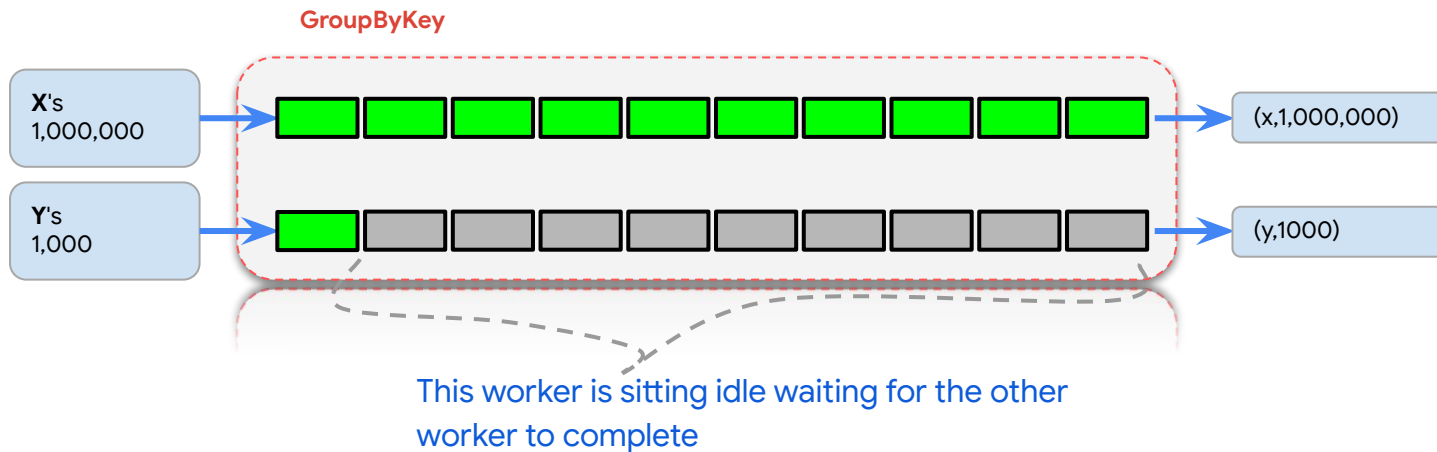 GroupByKey
X's
1,000,000
(x,1,000,000)
Y's
1,000
(y,1000)
This worker is sitting idle waiting for the other
worker to complete